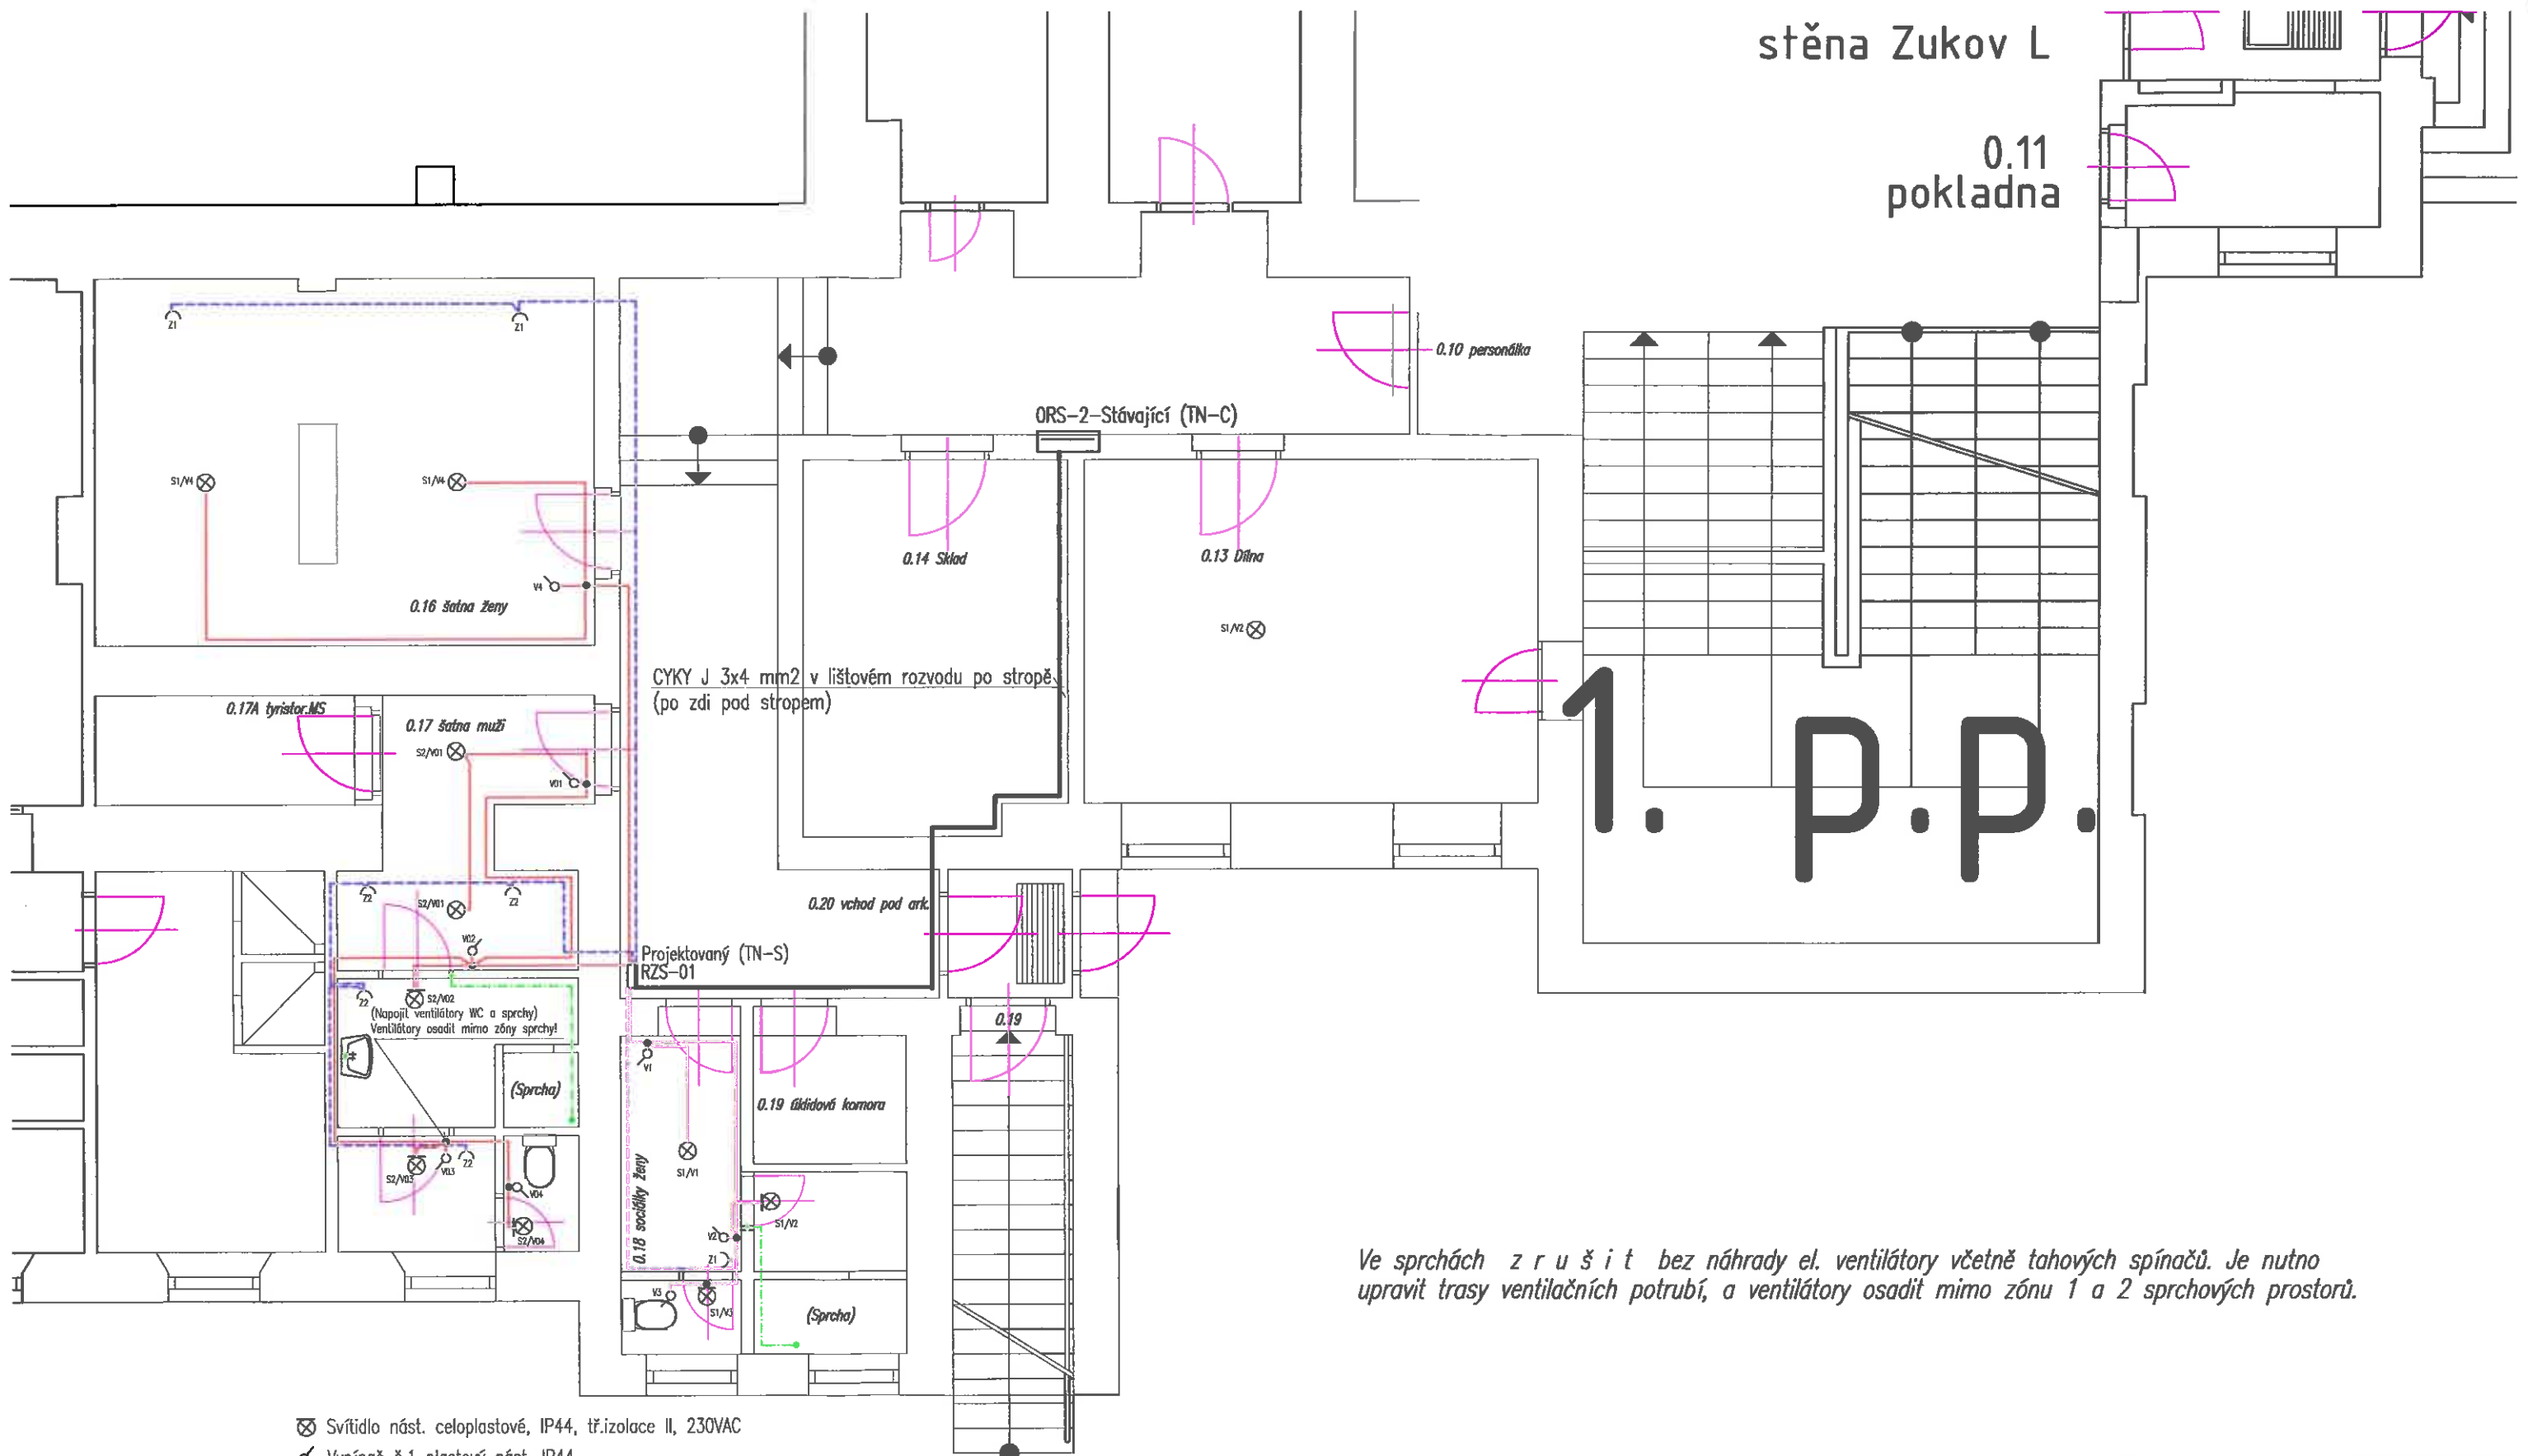 stěna Zukov L
0.11
pokladna
Z1
Z1
0.10 personálka
ORS-2-Stávající (TN-C)
S1/V4
S1/V4
0.14 Sklad
0.13 Dílna
V4
0.16 šatna ženy
S1/V2
CYKY J 3x4 mm2 v lištovém rozvodu po stropě
(po zdi pod stropem)
0.17A tyristor.MS
0.17 šatna muži
S2/V01
V01
1. p.p.
Z2
Z2
S2/V01
0.20 vchod pod ark.
V02
Projektovaný (TN-S)
RZS-01
Z2
S2/V02
(Napojit ventilátory WC a sprchy)
Ventilátory osadit mimo zóny sprchy!
0.19
V1
(Sprcha)
0.19 úklidová komora
S2/V03
V03
Z2
V04
S2/V04
S1/V1
0.18 sociálky ženy
S1/V2
V2
Z1
V3
S1/V3
(Sprcha)
Ve sprchách z r u š i t bez náhrady el. ventilátory včetně tahových spínačů. Je nutno
upravit trasy ventilačních potrubí, a ventilátory osadit mimo zónu 1 a 2 sprchových prostorů.
Svítidlo nást. celoplastové, IP44, tř.izolace II, 230VAC
Vypínač č.1 plastový nást. IP44